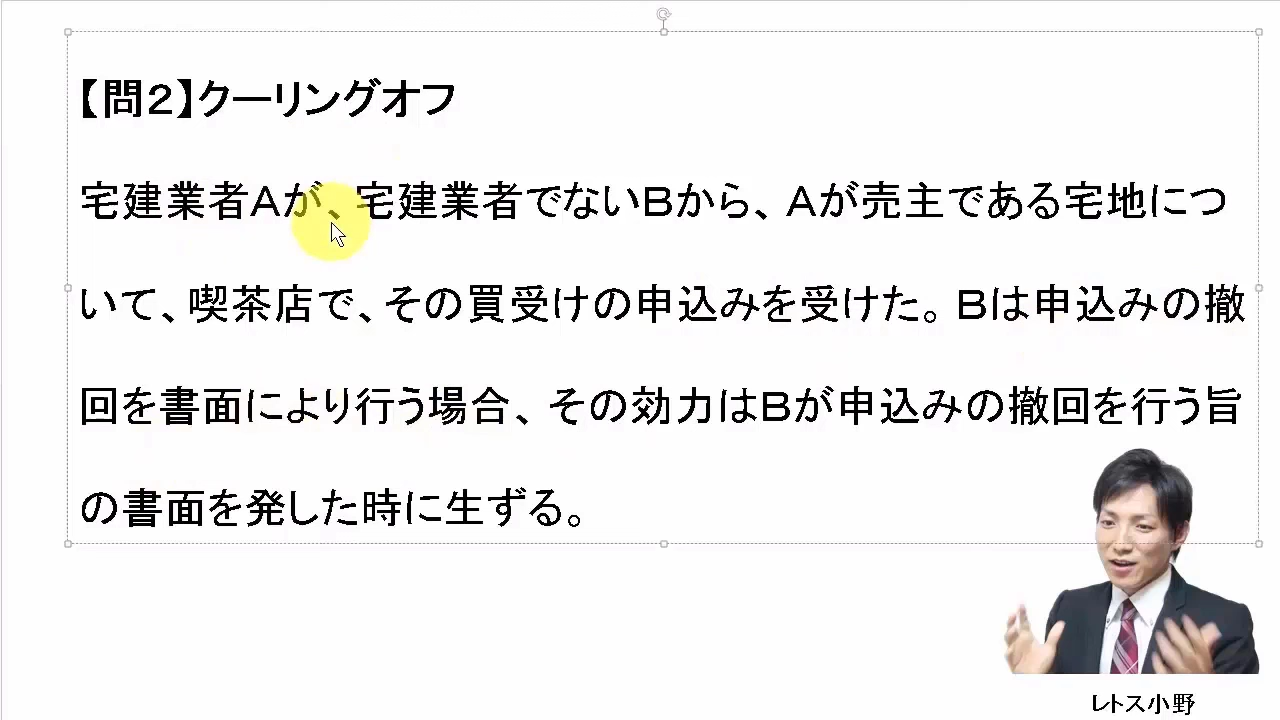 【問２】クーリングオフ
宅建業者Ａが、宅建業者でないＢから、Ａが売主である宅地につ
いて、喫茶店で、その買受けの申込みを受けた。Ｂは申込みの撤
回を書面により行う場合、その効力はＢが申込みの撤回を行う旨
の書面を発した時に生ずる。
レトス小野